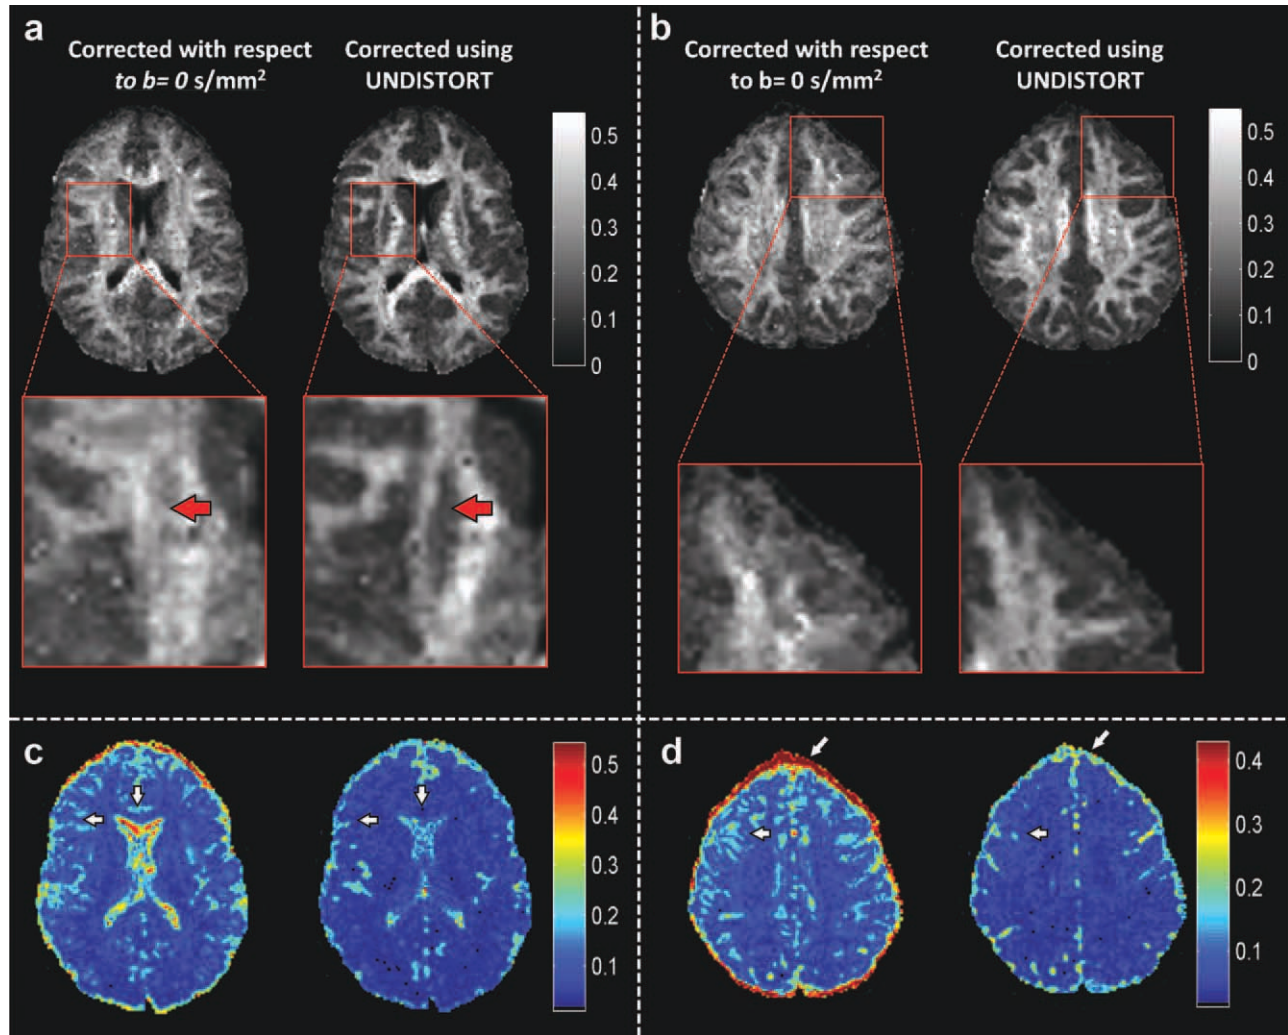 a
Corrected with respect
to b= 0 s/mm²
Corrected using
UNDISTORT
0.5
0.4
0.3
0.2
0.1
0
b
Corrected with respect
to b= 0 s/mm²
Corrected using
UNDISTORT
0.5
0.4
0.3
0.2
0.1
0
c
0.5
0.4
0.3
0.2
0.1
d
0.4
0.3
0.2
0.1